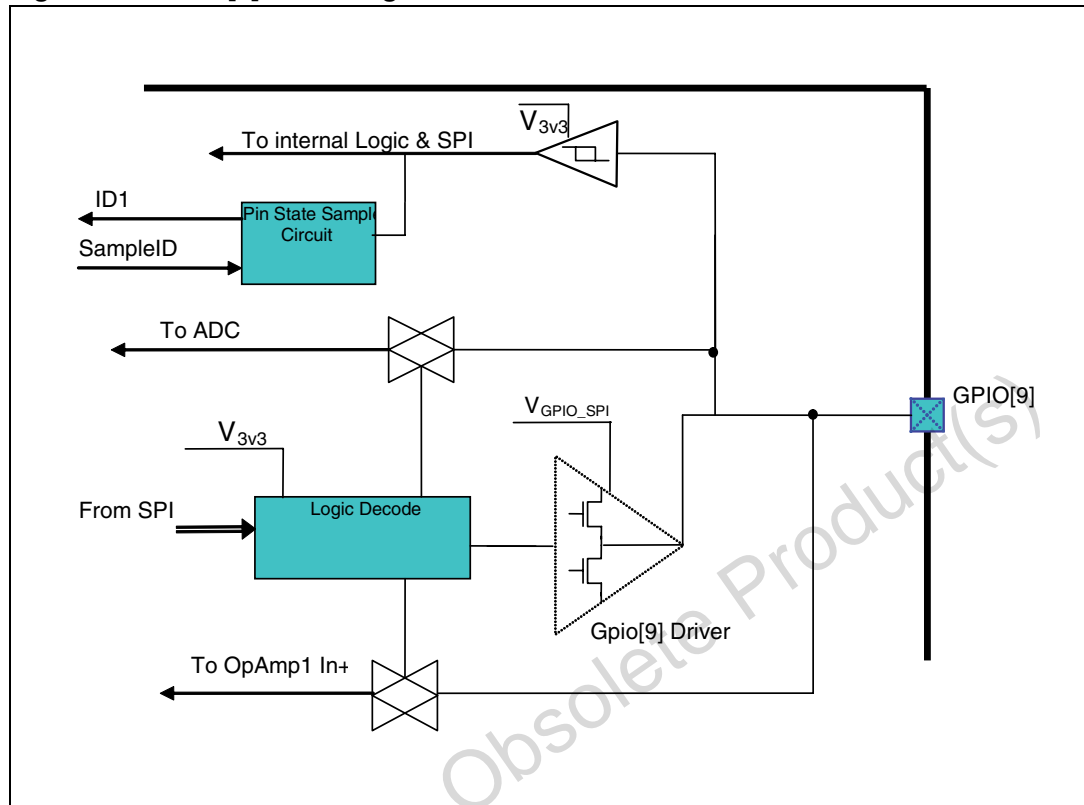 V3v3
To internal Logic & SPI
ID1
Pin State Sample
Circuit
SampleID
To ADC
GPIO[9]
VGPIO_SPI
V3v3
From SPI
Logic Decode
Gpio[9] Driver
To OpAmp1 In+
Obsolete Product(s)